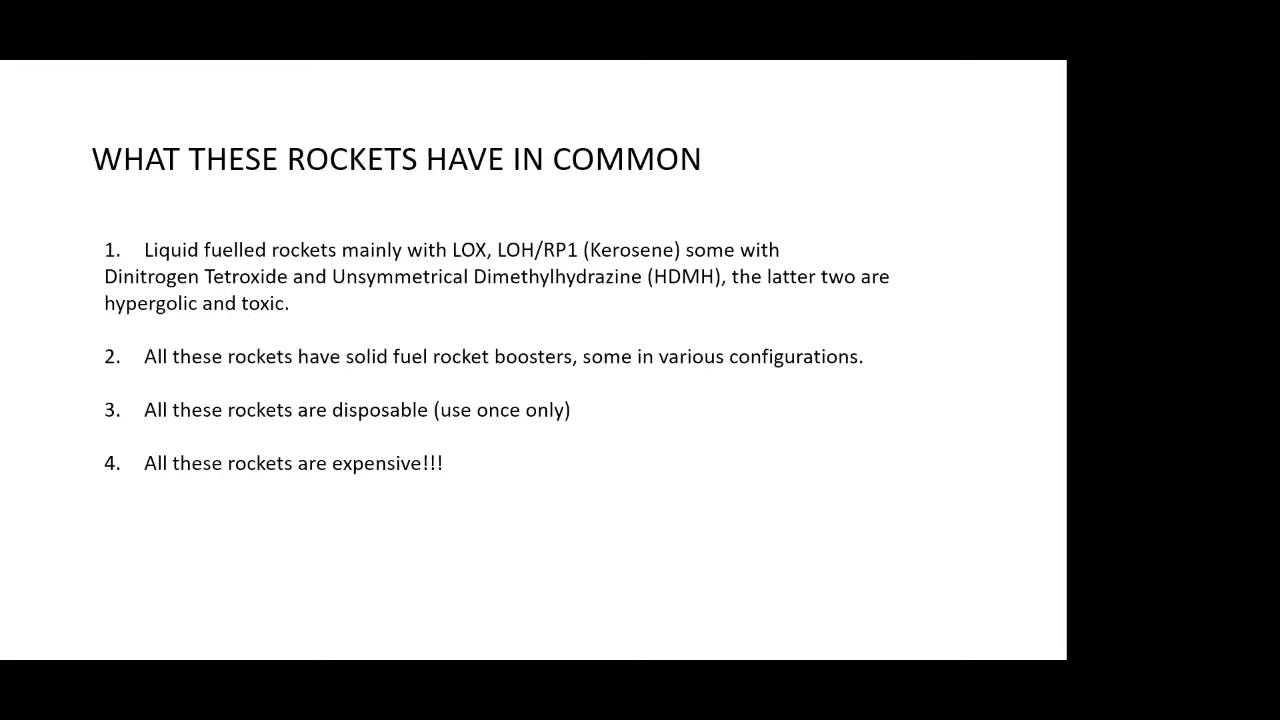 WHAT THESE ROCKETS HAVE IN COMMON
1. Liquid fuelled rockets mainly with LOX, LOH/RP1 (Kerosene) some with
Dinitrogen Tetroxide and Unsymmetrical Dimethylhydrazine (HDMH), the latter two are
hypergolic and toxic.
2. All these rockets have solid fuel rocket boosters, some in various configurations.
3. All these rockets are disposable (use once only)
4. All these rockets are expensive!!!